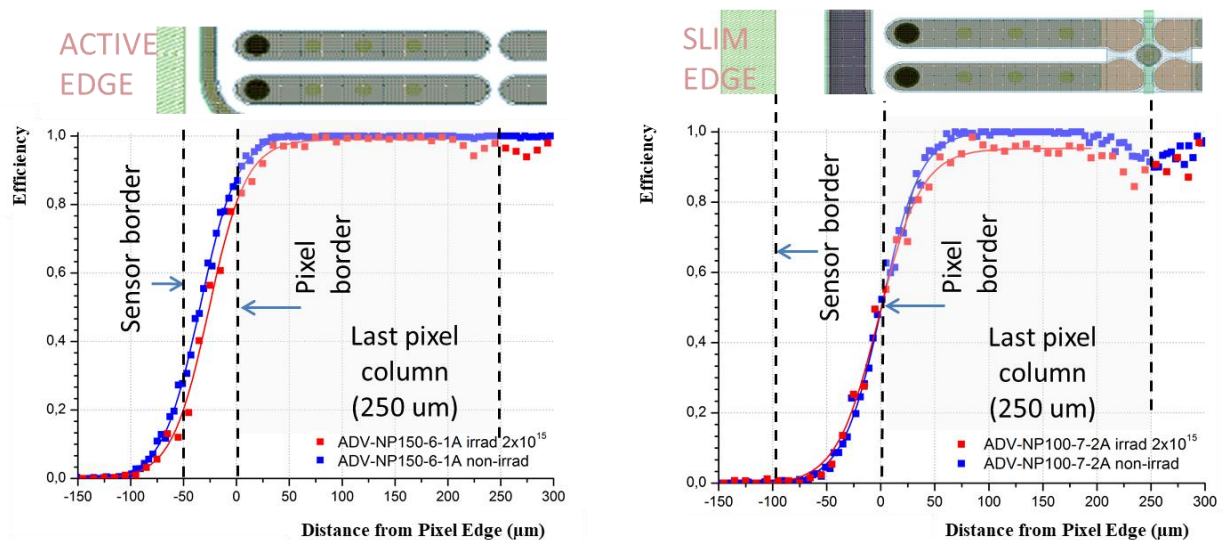 ACTIVE
EDGE
Efficiency
1,0
0,8
0,6
0,4
0,2
0,0
Sensor border
Pixel
border
Last pixel
column
(250 um)
ADV-NP150-6-1A irrad 2x10¹⁵
ADV-NP150-6-1A non-irrad
-150
-100
-50
0
50
100
150
200
250
300
Distance from Pixel Edge (µm)
SLIM
EDGE
Efficiency
1,0
0,8
0,6
0,4
0,2
0,0
Sensor border
Pixel
border
Last pixel
column
(250 um)
ADV-NP100-7-2A irrad 2x10¹⁵
ADV-NP100-7-2A non-irrad
-150
-100
-50
0
50
100
150
200
250
300
Distance from Pixel Edge (µm)